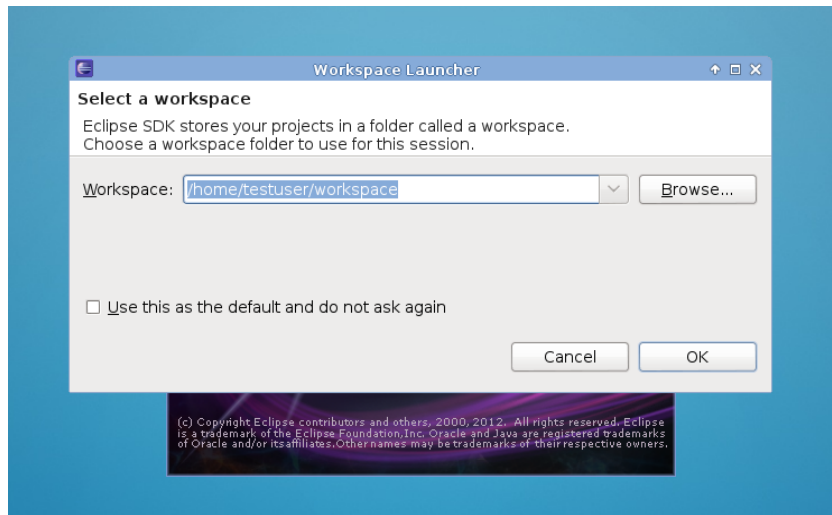 Workspace Launcher
Select a workspace
Eclipse SDK stores your projects in a folder called a workspace.
Choose a workspace folder to use for this session.
Workspace: /home/testuser/workspace Browse...
Use this as the default and do not ask again
Cancel OK
(c) Copyright Eclipse contributors and others, 2000, 2012. All rights reserved. Eclipse
is a trademark of the Eclipse Foundation,Inc. Oracle and Java are registered trademarks
of Oracle and/or itsaffiliates.Other names may be trademarks of their respective owners.